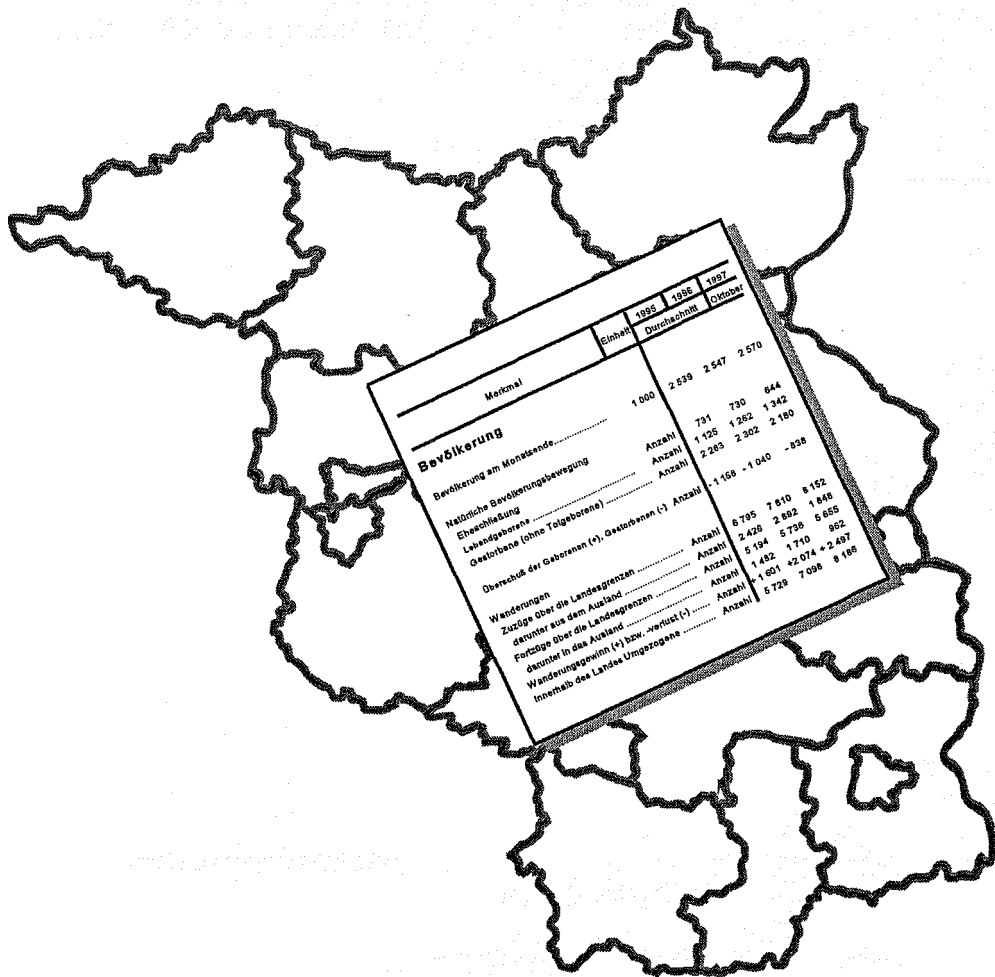 1995 1996 1997
Merkmal Einheit Durchschnitt Oktober
Bevölkerung
Bevölkerung am Monatsende.................. 1 000 2 539 2 547 2 570
Natürliche Bevölkerungsbewegung
Eheschließung Anzahl 731 730 644
Lebendgeborene .................. Anzahl 1 125 1 262 1 342
Gestorbene (ohne Totgeborene) .............. Anzahl 2 283 2 302 2 180
Überschuß der Geborenen (+), Gestorbenen (-) Anzahl -1 158 -1 040 -838
Wanderungen
Zuzüge über die Landesgrenzen ............ Anzahl 6 795 7 810 8 152
darunter aus dem Ausland .................. Anzahl 2 426 2 882 1 848
Fortzüge über die Landesgrenzen ............ Anzahl 5 194 5 736 5 655
darunter in das Ausland .................. Anzahl 1 482 1 710 962
Wanderungsgewinn (+) bzw. -verlust (-) ...... Anzahl +1 601 +2 074 +2 497
Innerhalb des Landes Umgezogene ......... Anzahl 5 729 7 098 8 186